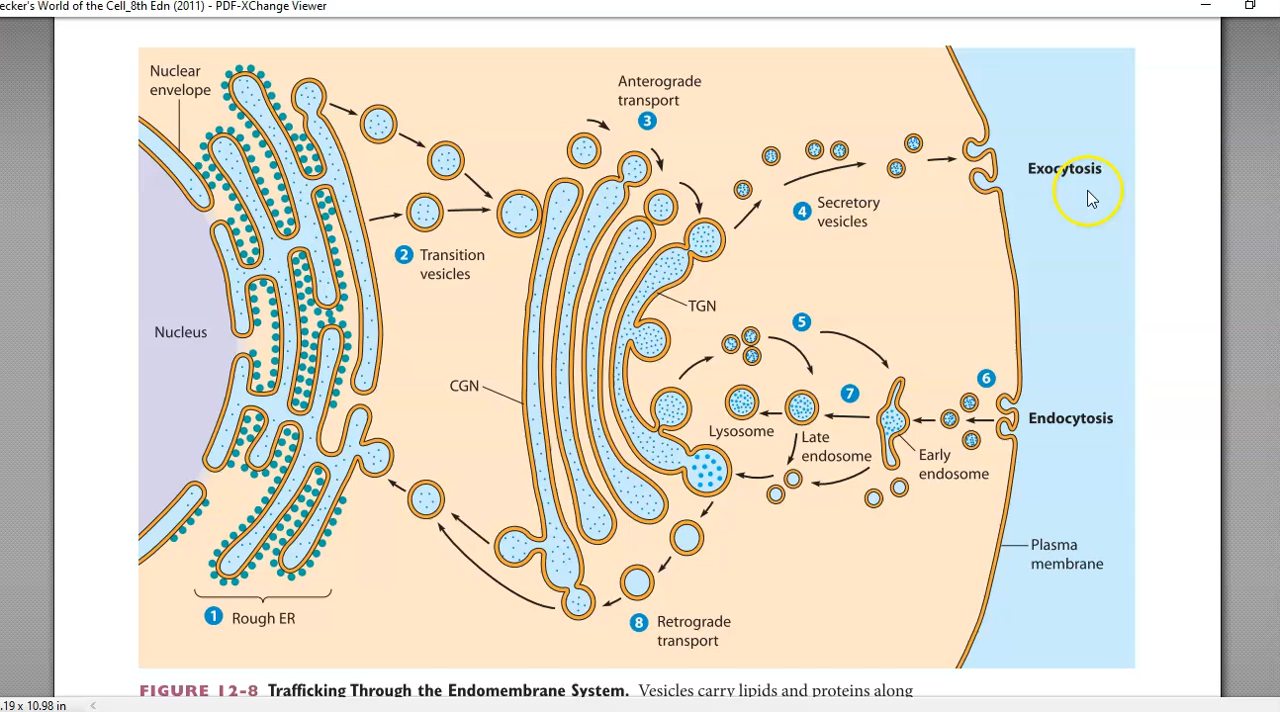 ecker's World of the Cell_8th Edn (2011) - PDF-XChange Viewer
Nuclear
envelope
Anterograde
transport
3
Exocytosis
4 Secretory
vesicles
2 Transition
vesicles
TGN
Nucleus
5
CGN
6
7
Lysosome
Late
endosome
Endocytosis
Early
endosome
Plasma
membrane
1 Rough ER
8 Retrograde
transport
FIGURE 12-8 Trafficking Through the Endomembrane System. Vesicles carry lipids and proteins along
.19 x 10.98 in